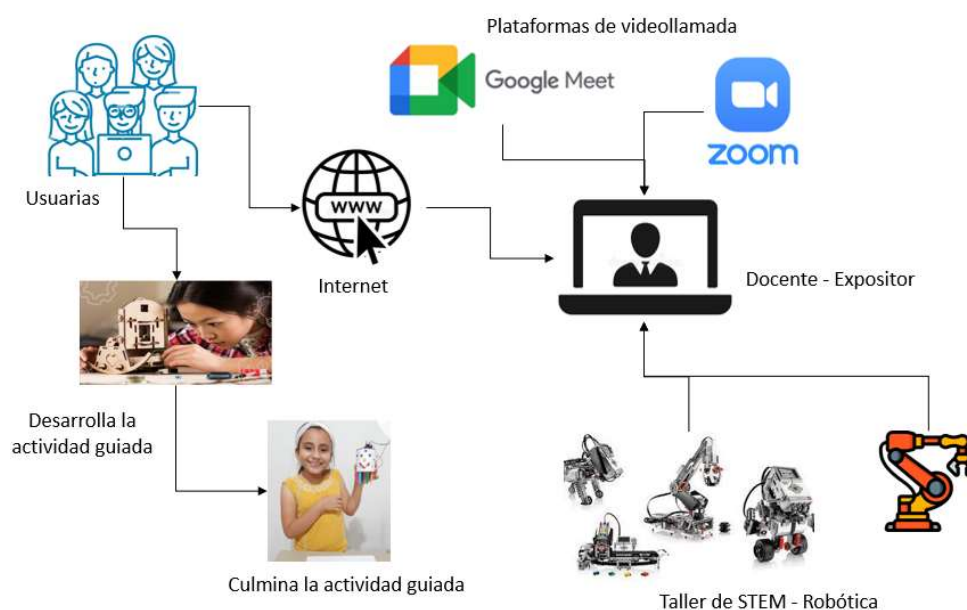 Plataformas de videollamada
Google Meet
zoom
Usuarias
www
Internet
Docente - Expositor
Desarrolla la
actividad guiada
Culmina la actividad guiada
Taller de STEM - Robótica